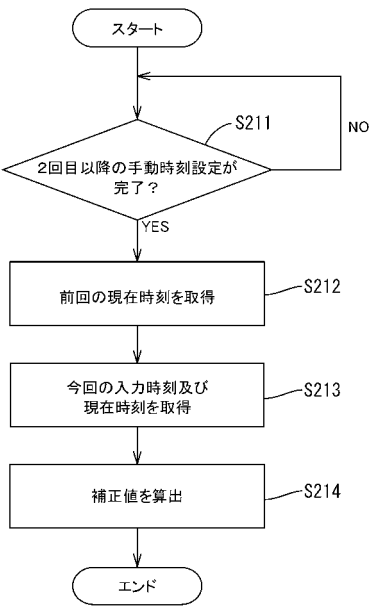 スタート
S211
NO
2回目以降の手動時刻設定が
完了？
YES
前回の現在時刻を取得
S212
今回の入力時刻及び
現在時刻を取得
S213
補正値を算出
S214
エンド